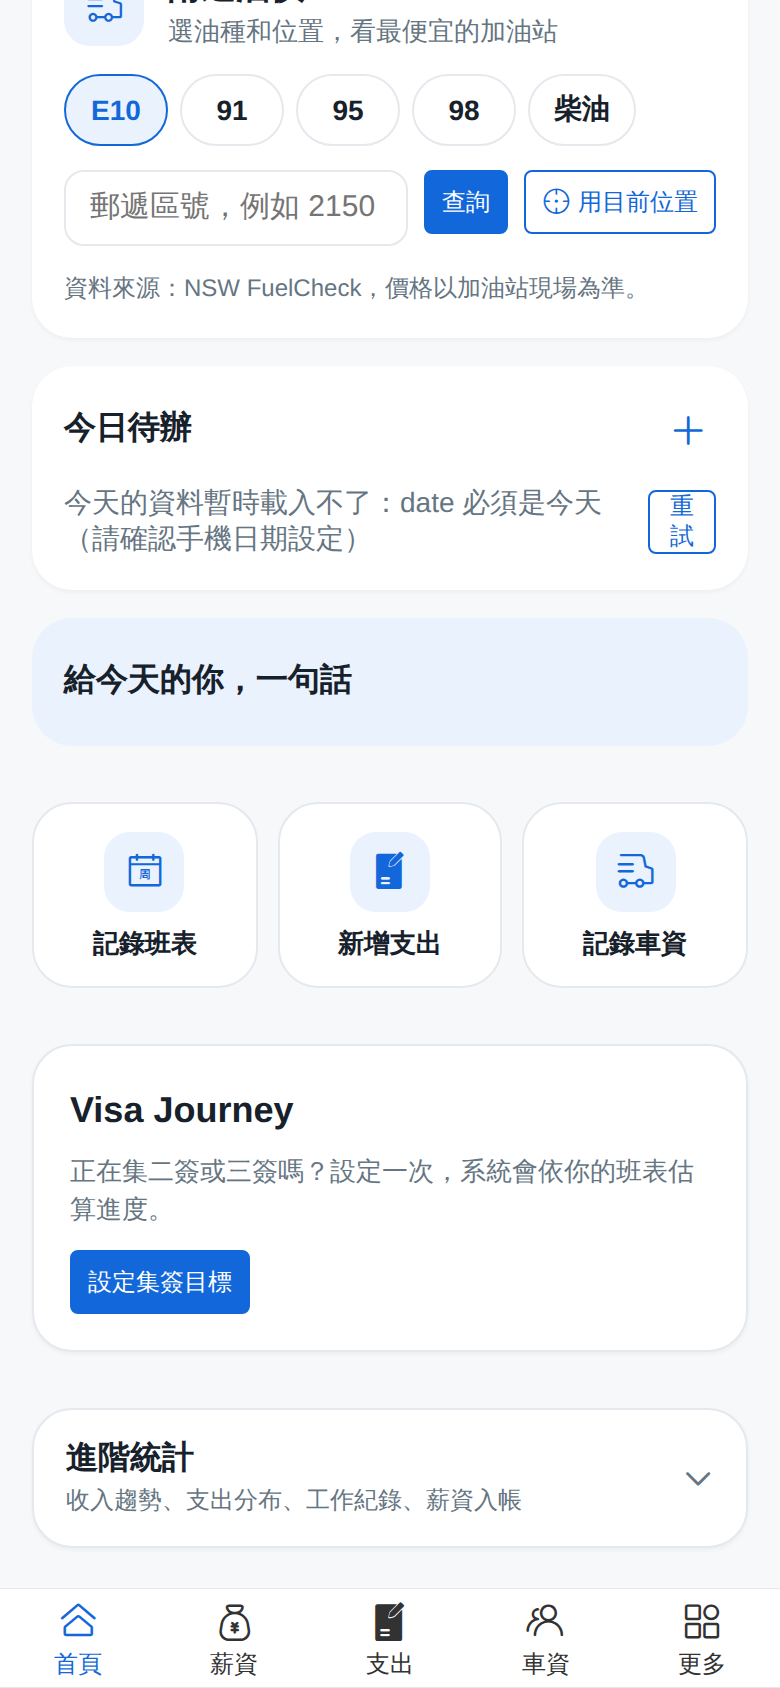 選油種和位置，看最便宜的加油站
E10 91 95 98 柴油
郵遞區號，例如 2150 查詢 用目前位置
資料來源：NSW FuelCheck，價格以加油站現場為準。
今日待辦
今天的資料暫時載入不了：date 必須是今天
（請確認手機日期設定）
重
試
給今天的你，一句話
周
記錄班表 新增支出 記錄車資
Visa Journey
正在集二簽或三簽嗎？設定一次，系統會依你的班表估
算進度。
設定集簽目標
進階統計
收入趨勢、支出分布、工作紀錄、薪資入帳
¥
首頁 薪資 支出 車資 更多